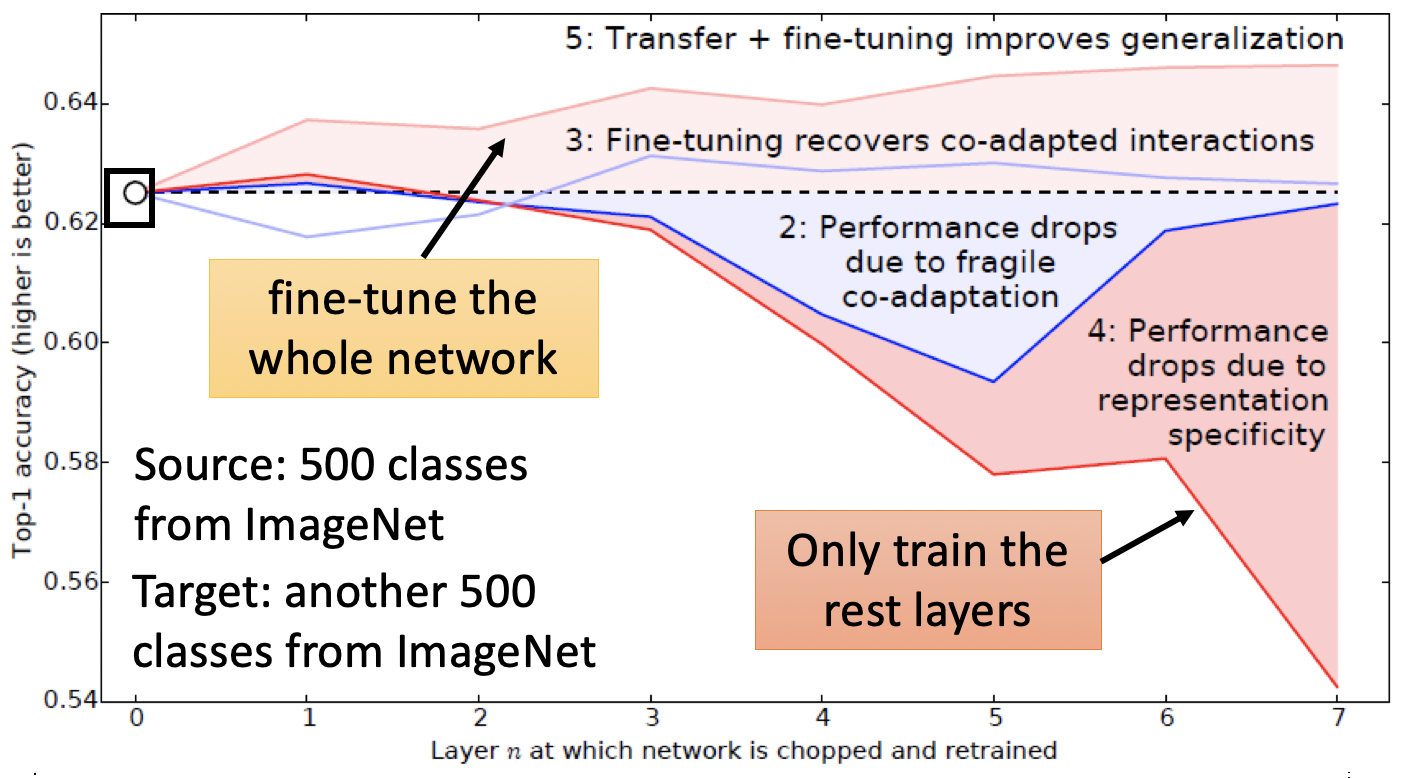 5: Transfer + fine-tuning improves generalization
0.64
3: Fine-tuning recovers co-adapted interactions
0.62
2: Performance drops
due to fragile
co-adaptation
fine-tune the
whole network
0.60
4: Performance
drops due to
representation
specificity
Top-1 accuracy (higher is better)
Source: 500 classes
from ImageNet
0.58
Only train the
rest layers
0.56
Target: another 500
classes from ImageNet
0.54
0 1 2 3 4 5 6 7
Layer n at which network is chopped and retrained